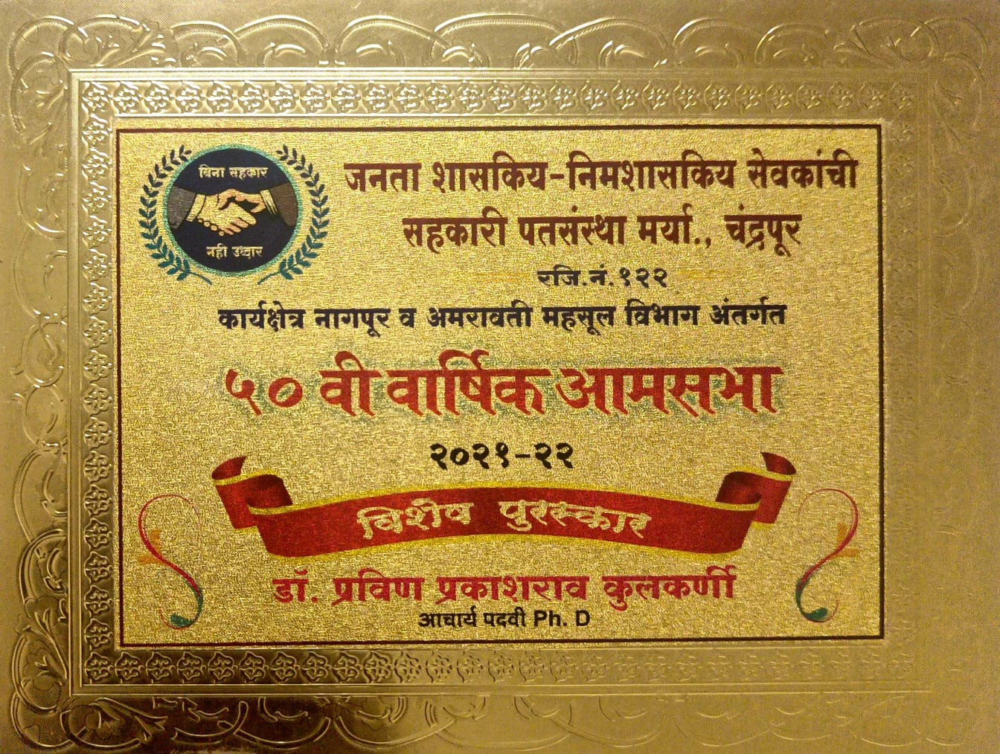 बिना सहकार
नही उध्दार
जनता शासकिय-निमशासकिय सेवकांची
सहकारी पतसंस्था मर्या., चंद्रपूर
रजि.नं.१२२
कार्यक्षेत्र नागपूर व अमरावती महसूल विभाग अंतर्गत
५० वी वार्षिक आमसभा
२०२१-२२
विशेष पुरस्कार
डॉ. प्रविण प्रकाशराव कुलकर्णी
आचार्य पदवी Ph. D